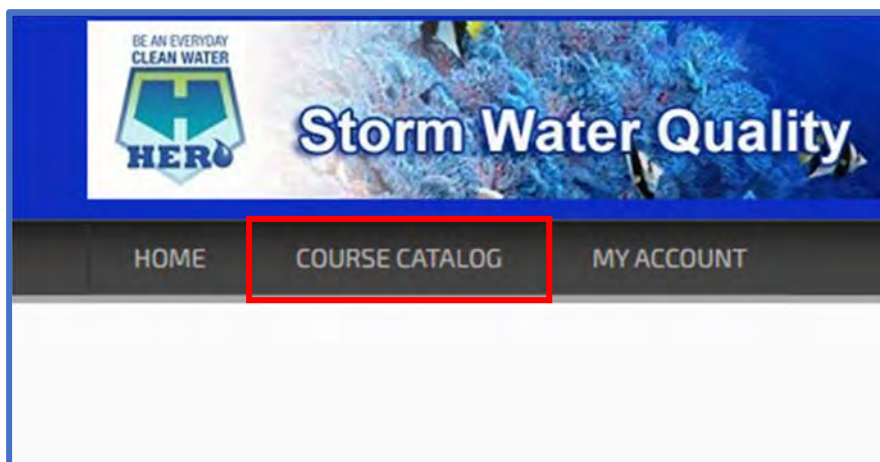 BE AN EVERYDAY
CLEAN WATER
HERO
Storm Water Quality
HOME COURSE CATALOG MY ACCOUNT